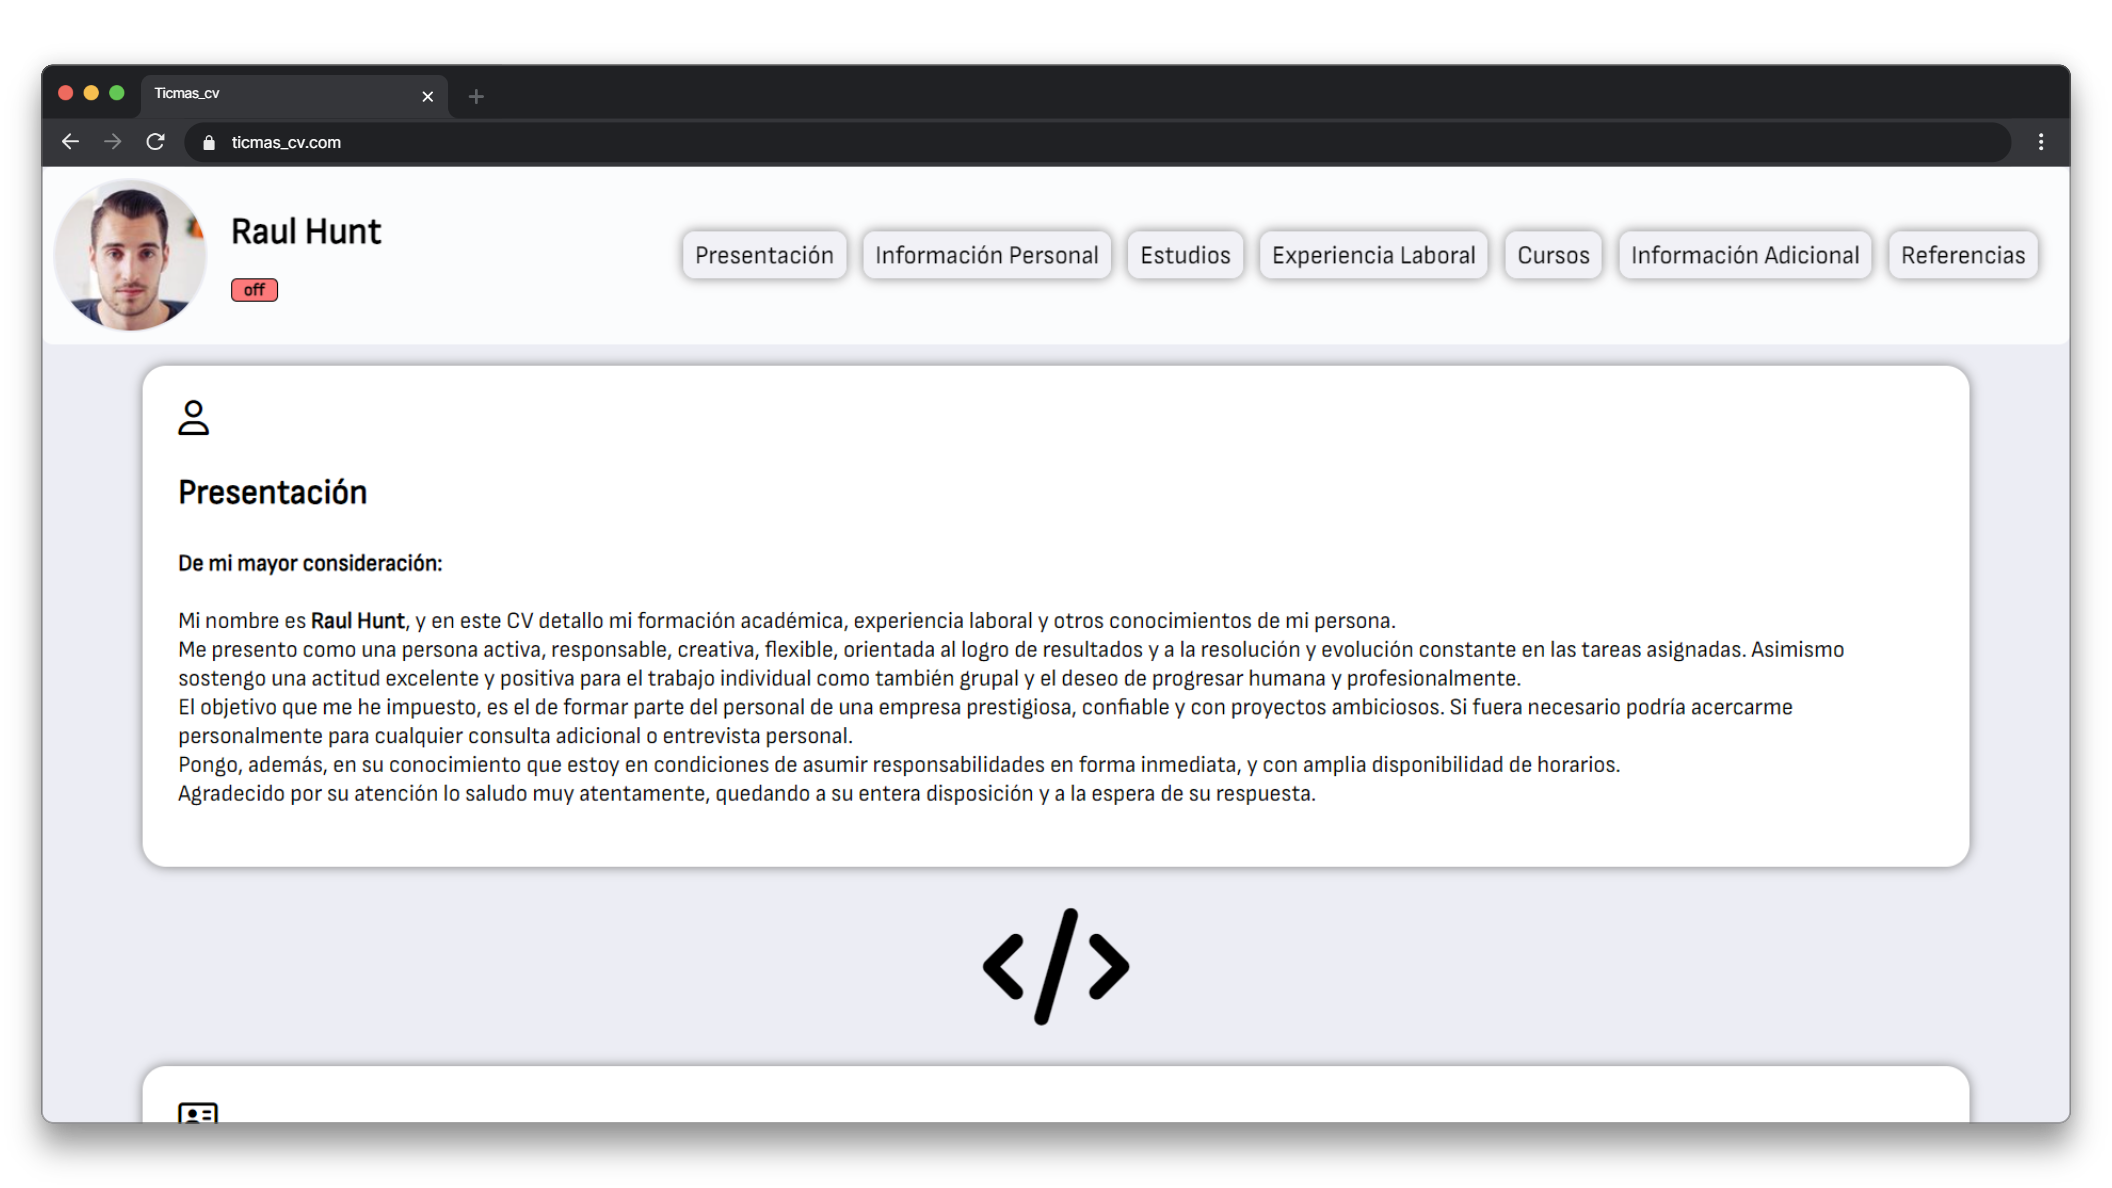 Ticmas_cv
ticmas_cv.com
Raul Hunt
off
Presentación
Información Personal
Estudios
Experiencia Laboral
Cursos
Información Adicional
Referencias
Presentación
De mi mayor consideración:
Mi nombre es Raul Hunt, y en este CV detallo mi formación académica, experiencia laboral y otros conocimientos de mi persona.
Me presento como una persona activa, responsable, creativa, flexible, orientada al logro de resultados y a la resolución y evolución constante en las tareas asignadas. Asimismo
sostengo una actitud excelente y positiva para el trabajo individual como también grupal y el deseo de progresar humana y profesionalmente.
El objetivo que me he impuesto, es el de formar parte del personal de una empresa prestigiosa, confiable y con proyectos ambiciosos. Si fuera necesario podría acercarme
personalmente para cualquier consulta adicional o entrevista personal.
Pongo, además, en su conocimiento que estoy en condiciones de asumir responsabilidades en forma inmediata, y con amplia disponibilidad de horarios.
Agradecido por su atención lo saludo muy atentamente, quedando a su entera disposición y a la espera de su respuesta.